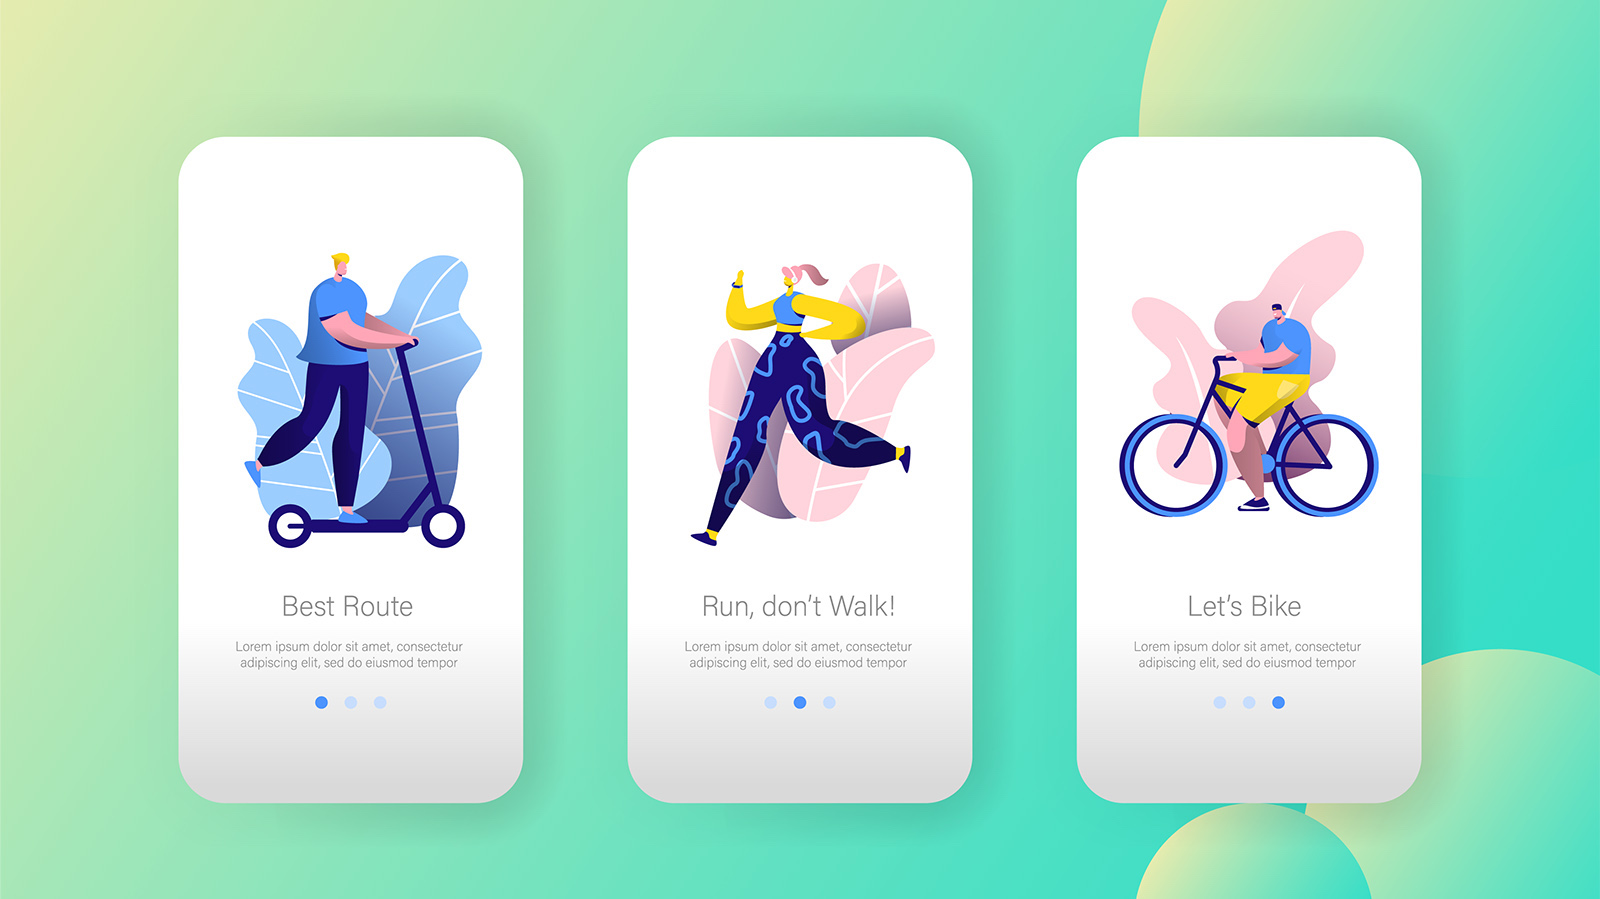 Best Route
Lorem ipsum dolor sit amet, consectetur
adipiscing elit, sed do eiusmod tempor
Run, don't Walk!
Lorem ipsum dolor sit amet, consectetur
adipiscing elit, sed do eiusmod tempor
Let's Bike
Lorem ipsum dolor sit amet, consectetur
adipiscing elit, sed do eiusmod tempor